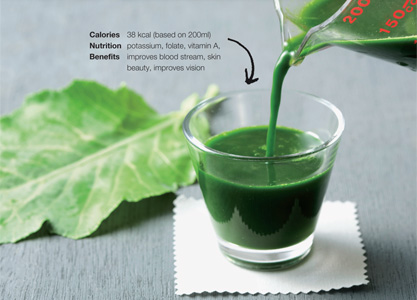 Calories 38 kcal (based on 200ml)
Nutrition potassium, folate, vitamin A,
Benefits improves blood stream, skin
beauty, improves vision
200
150cc